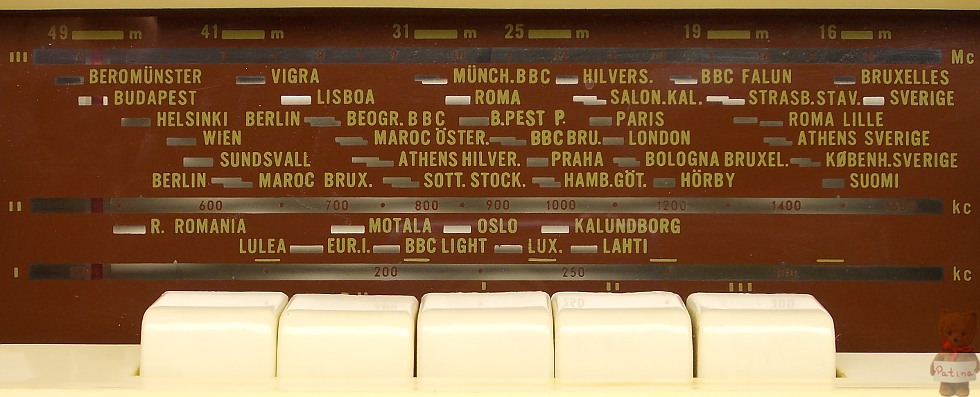 49 m 41 m 31 m 25 m 19 m 16 m
III Mc
BEROMÜNSTER VIGRA MÜNCH.BBC HILVERS. BBC FALUN BRUXELLES
BUDAPEST LISBOA ROMA SALON.KAL. STRASB.STAV. SVERIGE
HELSINKI BERLIN BEOGR. BBC B.PEST P. PARIS ROMA LILLE
WIEN MAROC ÖSTER. BBC BRU. LONDON ATHENS SVERIGE
SUNDSVALL ATHENS HILVER. PRAHA BOLOGNA BRUXEL. KØBENH.SVERIGE
BERLIN MAROC BRUX. SOTT. STOCK. HAMB.GÖT. HÖRBY SUOMI
II 600 700 800 900 1000 1200 1400 kc
R. ROMANIA MOTALA OSLO KALUNDBORG
LULEA EUR.I. BBC LIGHT LUX. LAHTI
I 200 250 300 kc
I II III
Patina